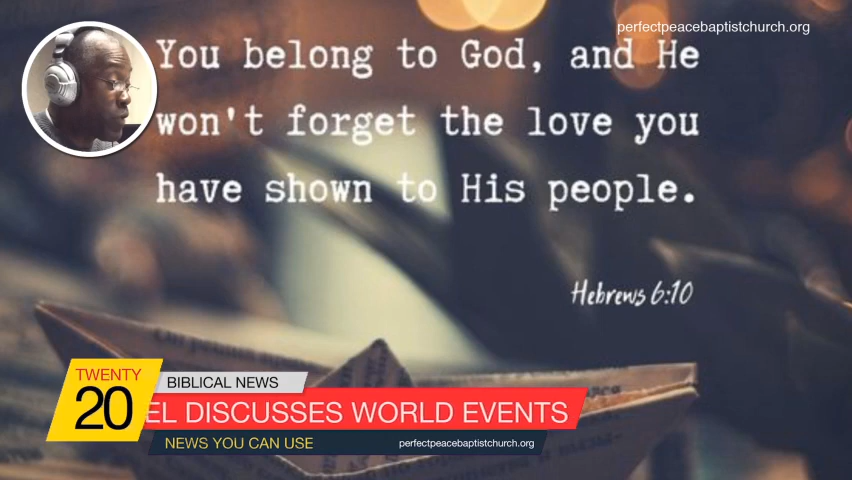 perfectpeacebaptistchurch.org
You belong to God, and He
won't forget the love you
have shown to His people.
Hebrews 6:10
TWENTY
20
BIBLICAL NEWS
EL DISCUSSES WORLD EVENTS
NEWS YOU CAN USE
perfectpeacebaptistchurch.org